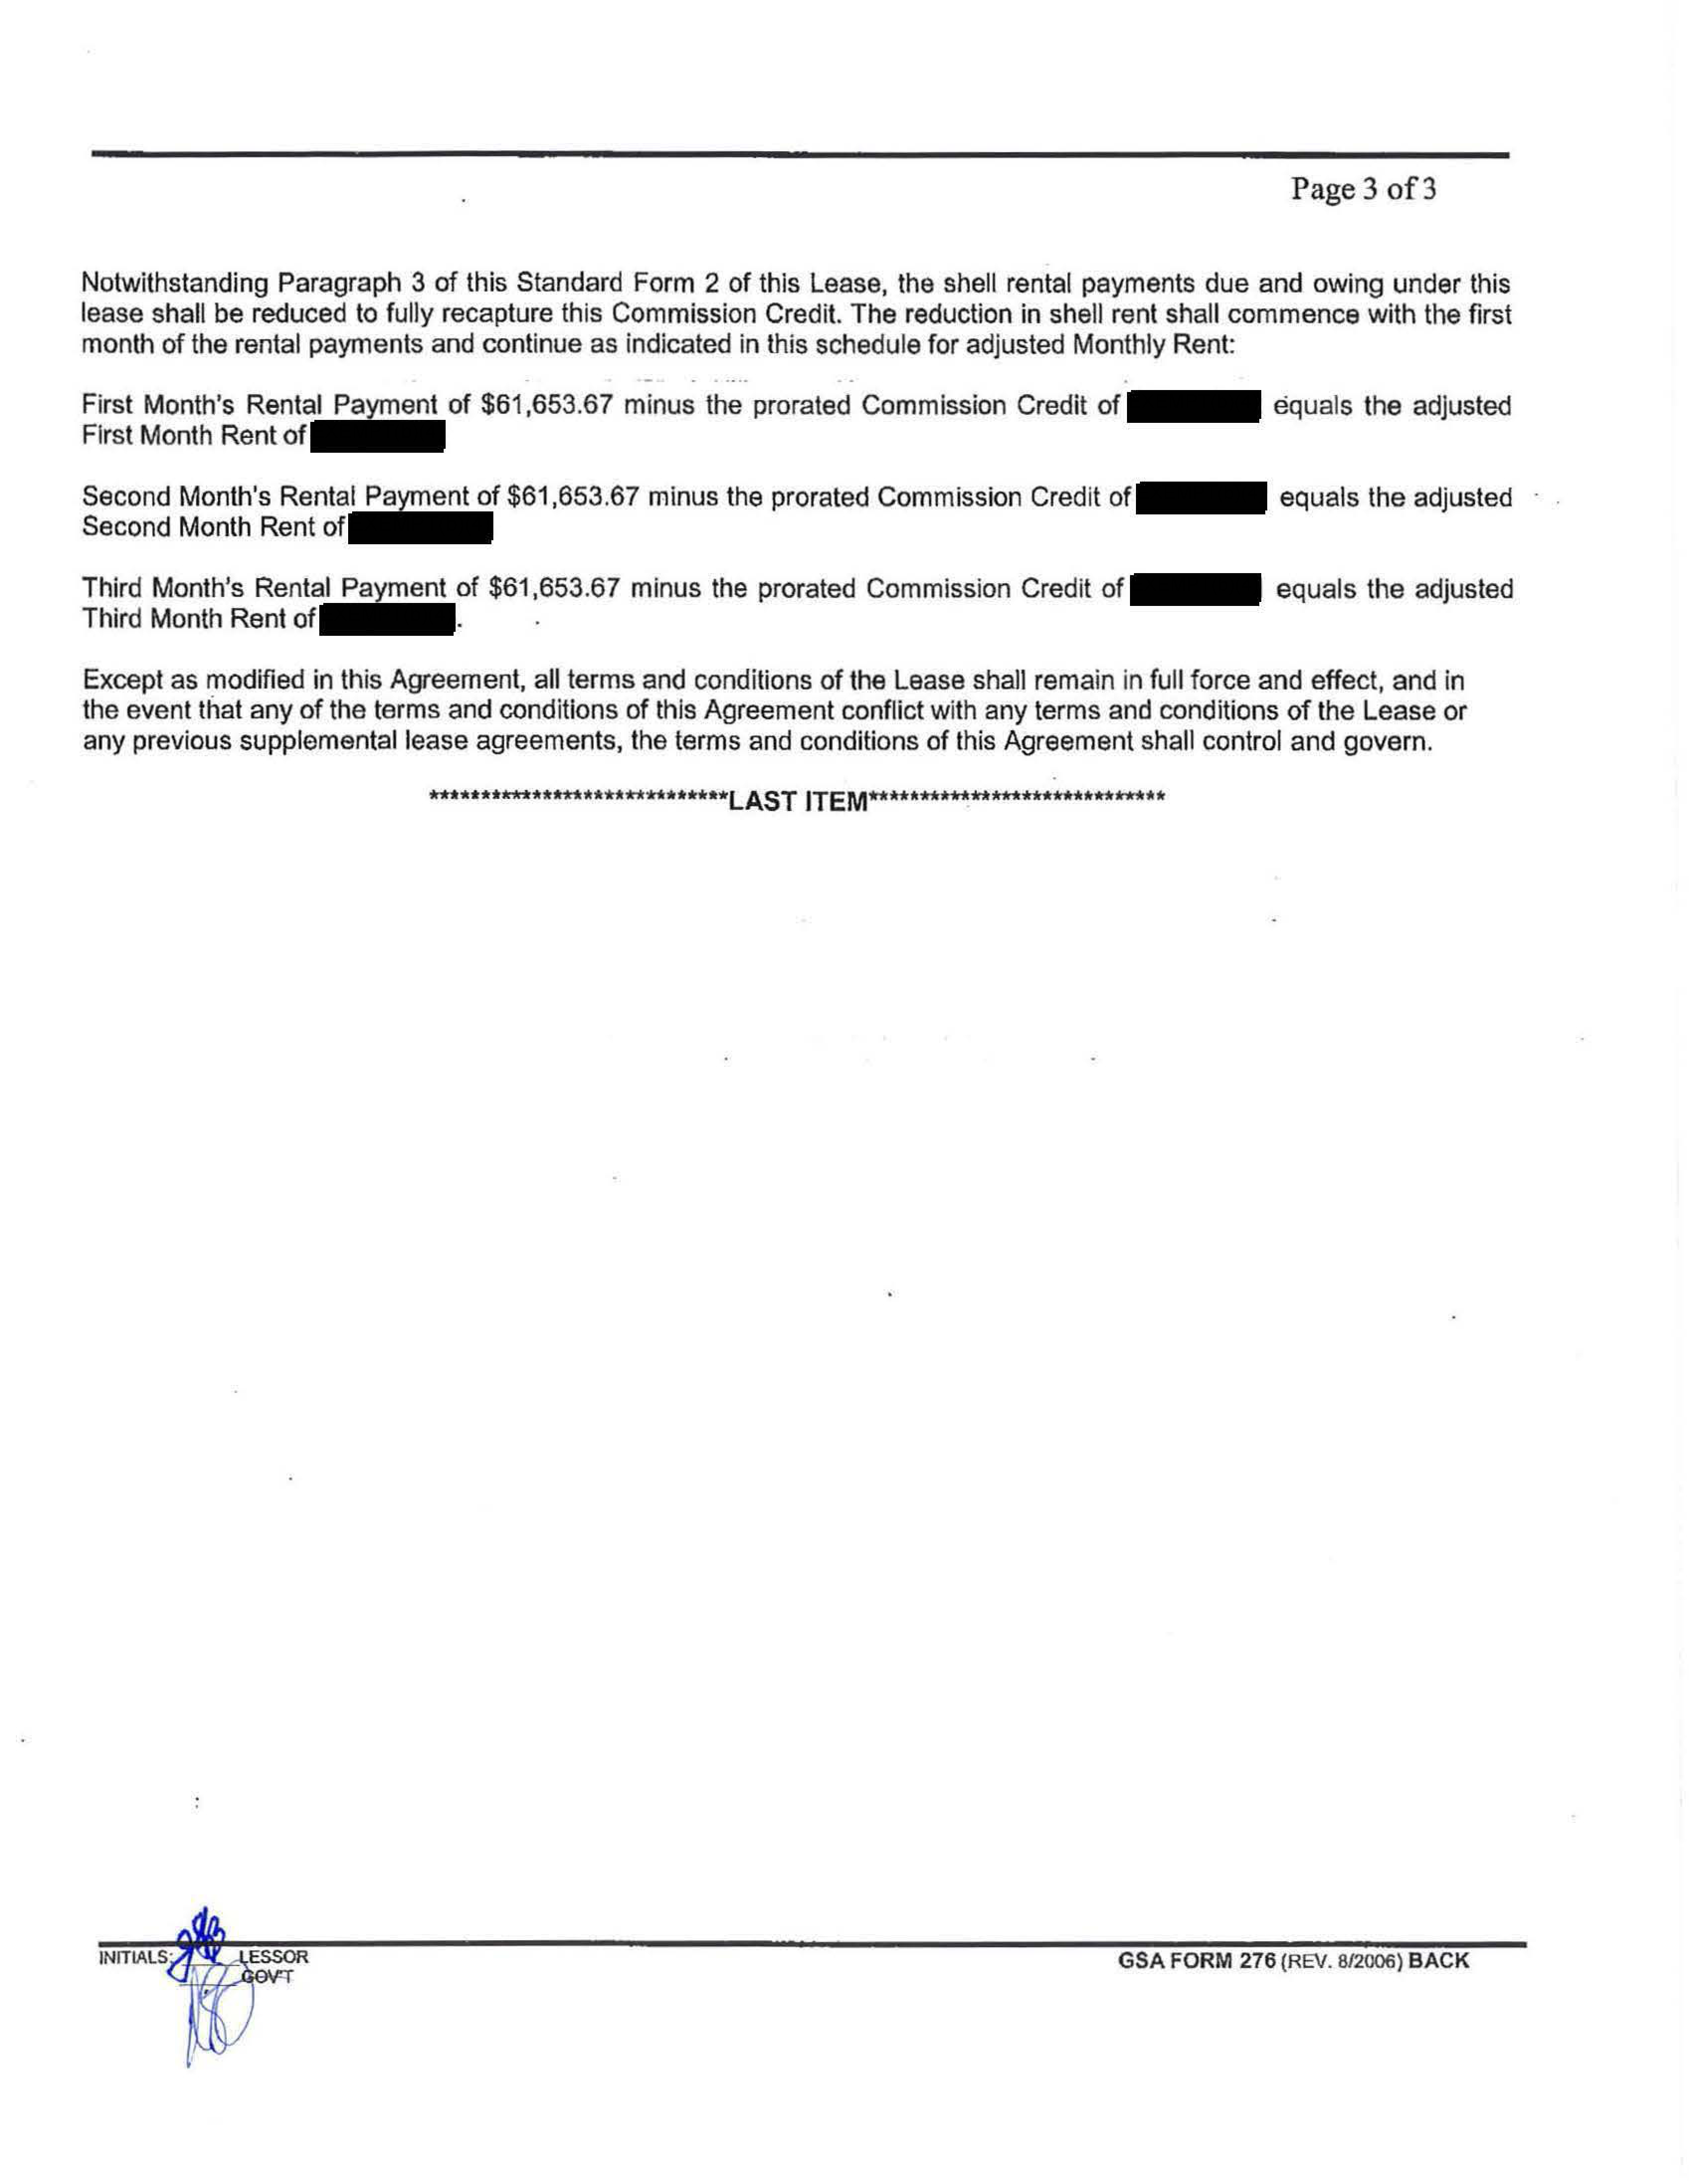 Page 3 of 3
Notwithstanding Paragraph 3 of this Standard Form 2 of this Lease, the shell rental payments due and owing under this
lease shall be reduced to fully recapture this Commission Credit. The reduction in shell rent shall commence with the first
month of the rental payments and continue as indicated in this schedule for adjusted Monthly Rent:
First Month's Rental Payment of $61,653.67 minus the prorated Commission Credit of equals the adjusted
First Month Rent of
Second Month's Rental Payment of $61,653.67 minus the prorated Commission Credit of equals the adjusted
Second Month Rent of
Third Month's Rental Payment of $61,653.67 minus the prorated Commission Credit of equals the adjusted
Third Month Rent of .
Except as modified in this Agreement, all terms and conditions of the Lease shall remain in full force and effect, and in
the event that any of the terms and conditions of this Agreement conflict with any terms and conditions of the Lease or
any previous supplemental lease agreements, the terms and conditions of this Agreement shall control and govern.
*****************************LAST ITEM*****************************
INITIALS: LESSOR
GOV'T
GSA FORM 276 (REV. 8/2006) BACK